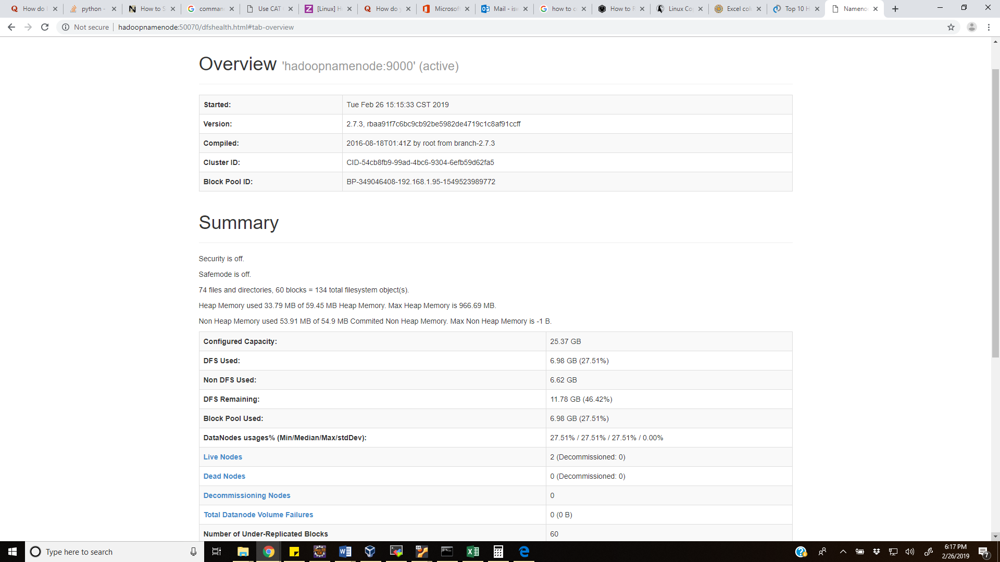 How do
python -
How to S
comman
Use CAT
[Linux] H
How do y
Microsof
Mail - isw
how to c
How to F
Linux Co
Excel col
Top 10 H
Nameno
Not secure hadoopnamenode:50070/dfshealth.html#tab-overview
Overview 'hadoopnamenode:9000' (active)
Started: Tue Feb 26 15:15:33 CST 2019
Version: 2.7.3, rbaa91f7c6bc9cb92be5982de4719c1c8af91ccff
Compiled: 2016-08-18T01:41Z by root from branch-2.7.3
Cluster ID: CID-54cb8fb9-99ad-4bc6-9304-6efb59d62fa5
Block Pool ID: BP-349046408-192.168.1.95-1549523989772
Summary
Security is off.
Safemode is off.
74 files and directories, 60 blocks = 134 total filesystem object(s).
Heap Memory used 33.79 MB of 59.45 MB Heap Memory. Max Heap Memory is 966.69 MB.
Non Heap Memory used 53.91 MB of 54.9 MB Commited Non Heap Memory. Max Non Heap Memory is -1 B.
Configured Capacity: 25.37 GB
DFS Used: 6.98 GB (27.51%)
Non DFS Used: 6.62 GB
DFS Remaining: 11.78 GB (46.42%)
Block Pool Used: 6.98 GB (27.51%)
DataNodes usages% (Min/Median/Max/stdDev): 27.51% / 27.51% / 27.51% / 0.00%
Live Nodes 2 (Decommissioned: 0)
Dead Nodes 0 (Decommissioned: 0)
Decommissioning Nodes 0
Total Datanode Volume Failures 0 (0 B)
Number of Under-Replicated Blocks 60
Type here to search
6:17 PM
2/26/2019
7